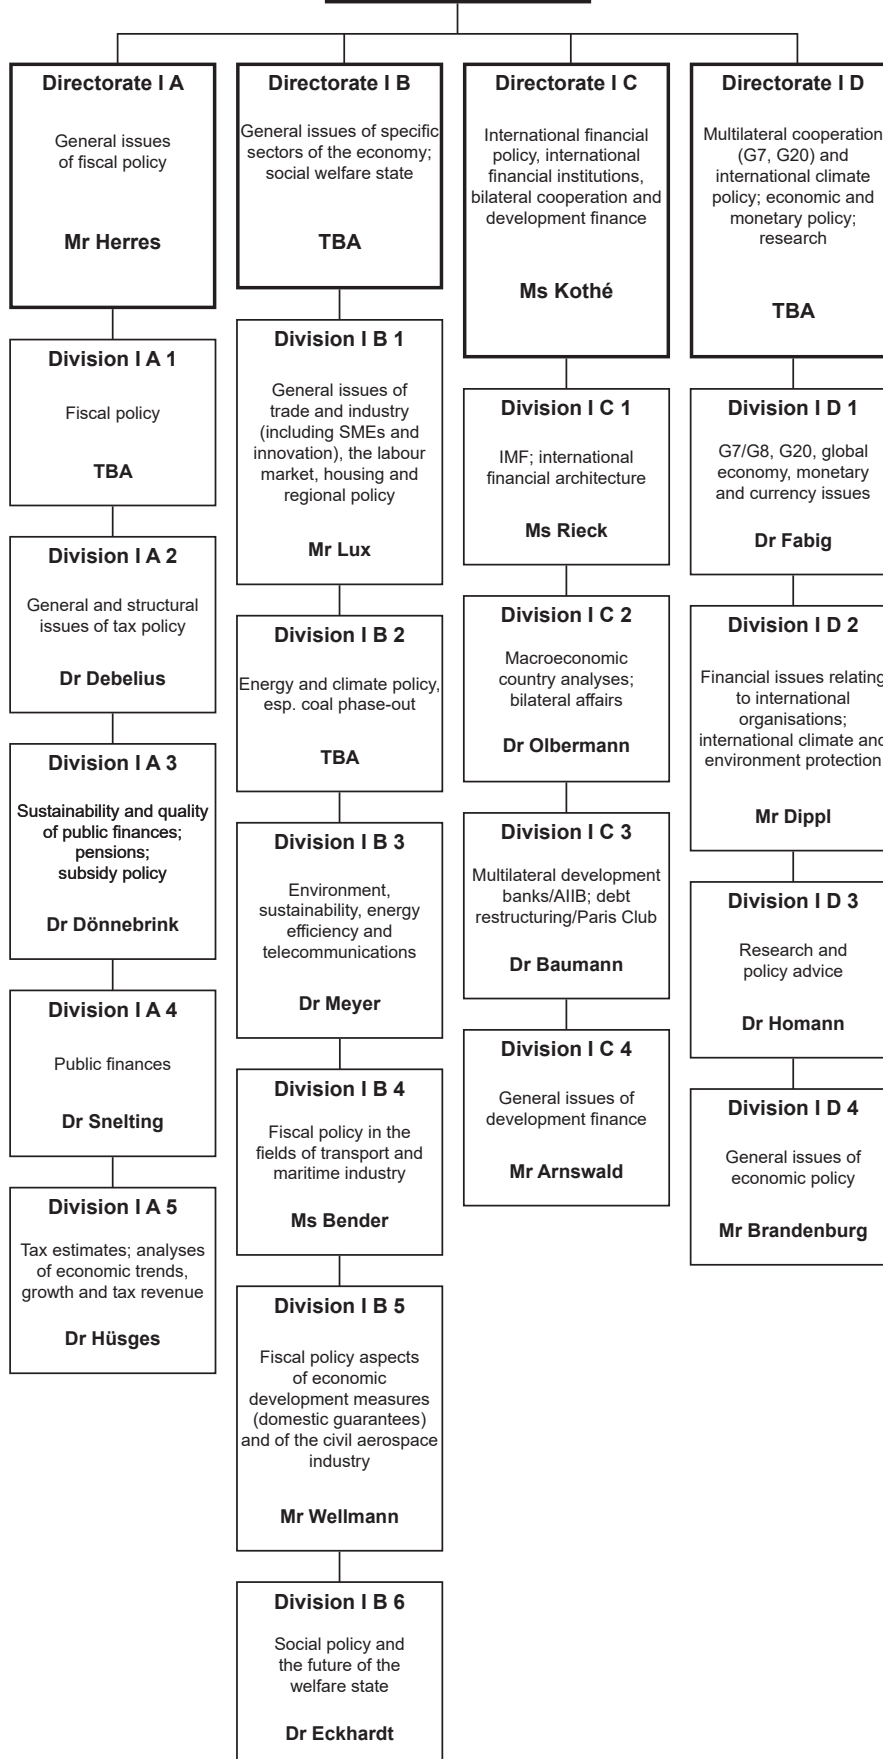 Directorate I A
General issues
of fiscal policy
Mr Herres
Division I A 1
Fiscal policy
TBA
Division I A 2
General and structural
issues of tax policy
Dr Debelius
Division I A 3
Sustainability and quality
of public finances;
pensions;
subsidy policy
Dr Dönnebrink
Division I A 4
Public finances
Dr Snelting
Division I A 5
Tax estimates; analyses
of economic trends,
growth and tax revenue
Dr Hüsges
Directorate I B
General issues of specific
sectors of the economy;
social welfare state
TBA
Division I B 1
General issues of
trade and industry
(including SMEs and
innovation), the labour
market, housing and
regional policy
Mr Lux
Division I B 2
Energy and climate policy,
esp. coal phase-out
TBA
Division I B 3
Environment,
sustainability, energy
efficiency and
telecommunications
Dr Meyer
Division I B 4
Fiscal policy in the
fields of transport and
maritime industry
Ms Bender
Division I B 5
Fiscal policy aspects
of economic
development measures
(domestic guarantees)
and of the civil aerospace
industry
Mr Wellmann
Division I B 6
Social policy and
the future of the
welfare state
Dr Eckhardt
Directorate I C
International financial
policy, international
financial institutions,
bilateral cooperation and
development finance
Ms Kothé
Division I C 1
IMF; international
financial architecture
Ms Rieck
Division I C 2
Macroeconomic
country analyses;
bilateral affairs
Dr Olbermann
Division I C 3
Multilateral development
banks/AIIB; debt
restructuring/Paris Club
Dr Baumann
Division I C 4
General issues of
development finance
Mr Arnswald
Directorate I D
Multilateral cooperation
(G7, G20) and
international climate
policy; economic and
monetary policy;
research
TBA
Division I D 1
G7/G8, G20, global
economy, monetary
and currency issues
Dr Fabig
Division I D 2
Financial issues relating
to international
organisations;
international climate and
environment protection
Mr Dippl
Division I D 3
Research and
policy advice
Dr Homann
Division I D 4
General issues of
economic policy
Mr Brandenburg